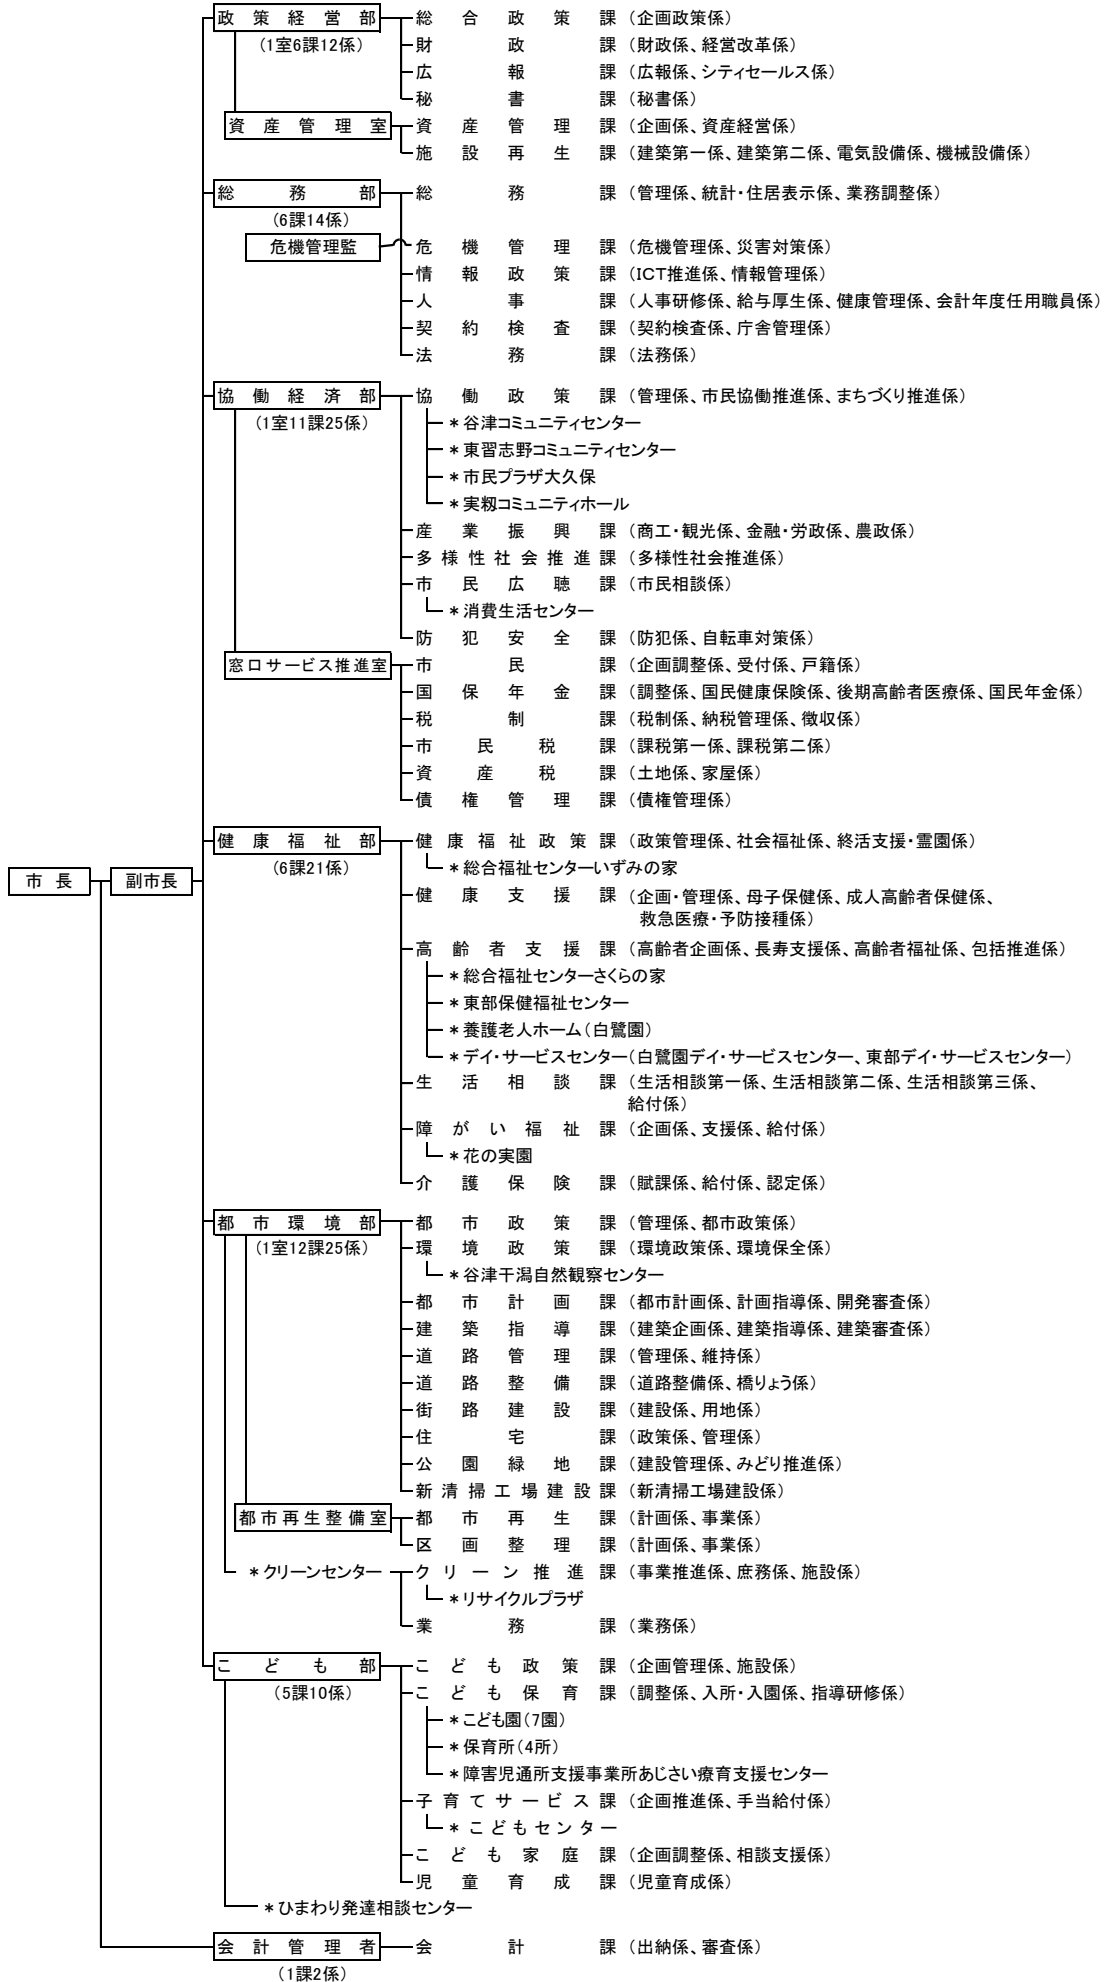 政策経営部 総合政策課（企画政策係）
（1室6課12係） 財政課（財政係、経営改革係）
広報課（広報係、シティセールス係）
秘書課（秘書係）
資産管理室 資産管理課（企画係、資産経営係）
施設再生課（建築第一係、建築第二係、電気設備係、機械設備係）
総務部 総務課（管理係、統計・住居表示係、業務調整係）
（6課14係）
危機管理監 危機管理課（危機管理係、災害対策係）
情報政策課（ICT推進係、情報管理係）
人事課（人事研修係、給与厚生係、健康管理係、会計年度任用職員係）
契約検査課（契約検査係、庁舎管理係）
法務課（法務係）
協働経済部 協働政策課（管理係、市民協働推進係、まちづくり推進係）
（1室11課25係） ＊谷津コミュニティセンター
＊東習志野コミュニティセンター
＊市民プラザ大久保
＊実籾コミュニティホール
産業振興課（商工・観光係、金融・労政係、農政係）
多様性社会推進課（多様性社会推進係）
市民広聴課（市民相談係）
＊消費生活センター
防犯安全課（防犯係、自転車対策係）
窓口サービス推進室 市民課（企画調整係、受付係、戸籍係）
国保年金課（調整係、国民健康保険係、後期高齢者医療係、国民年金係）
税制課（税制係、納税管理係、徴収係）
市民税課（課税第一係、課税第二係）
資産税課（土地係、家屋係）
債権管理課（債権管理係）
健康福祉部 健康福祉政策課（政策管理係、社会福祉係、終活支援・霊園係）
（6課21係） ＊総合福祉センターいずみの家
市長 副市長
健康支援課（企画・管理係、母子保健係、成人高齢者保健係、
救急医療・予防接種係）
高齢者支援課（高齢者企画係、長寿支援係、高齢者福祉係、包括推進係）
＊総合福祉センターさくらの家
＊東部保健福祉センター
＊養護老人ホーム（白鷺園）
＊デイ・サービスセンター（白鷺園デイ・サービスセンター、東部デイ・サービスセンター）
生活相談課（生活相談第一係、生活相談第二係、生活相談第三係、
給付係）
障がい福祉課（企画係、支援係、給付係）
＊花の実園
介護保険課（賦課係、給付係、認定係）
都市環境部 都市政策課（管理係、都市政策係）
（1室12課25係） 環境政策課（環境政策係、環境保全係）
＊谷津干潟自然観察センター
都市計画課（都市計画係、計画指導係、開発審査係）
建築指導課（建築企画係、建築指導係、建築審査係）
道路管理課（管理係、維持係）
道路整備課（道路整備係、橋りょう係）
街路建設課（建設係、用地係）
住宅課（政策係、管理係）
公園緑地課（建設管理係、みどり推進係）
新清掃工場建設課（新清掃工場建設係）
都市再生整備室 都市再生課（計画係、事業係）
区画整理課（計画係、事業係）
＊クリーンセンター クリーン推進課（事業推進係、庶務係、施設係）
＊リサイクルプラザ
業務課（業務係）
こども部 こども政策課（企画管理係、施設係）
（5課10係） こども保育課（調整係、入所・入園係、指導研修係）
＊こども園（7園）
＊保育所（4所）
＊障害児通所支援事業所あじさい療育支援センター
子育てサービス課（企画推進係、手当給付係）
＊こどもセンター
こども家庭課（企画調整係、相談支援係）
児童育成課（児童育成係）
＊ひまわり発達相談センター
会計管理者 会計課（出納係、審査係）
（1課2係）